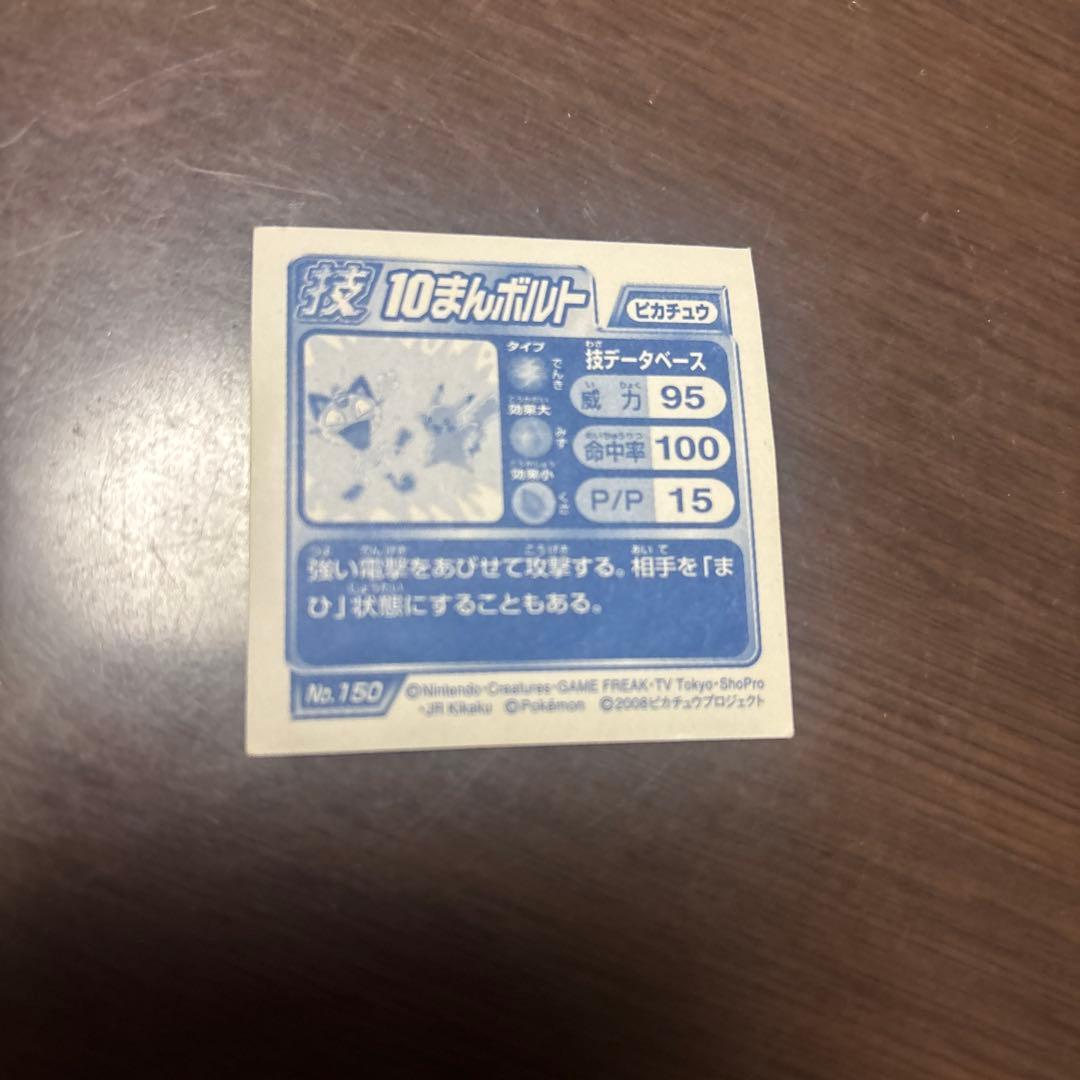 技 10まんボルト ピカチュウ
タイプ でんき
効果大 みず
効果小 くさ
技データベース
威力 95
命中率 100
P/P 15
強い電撃をあびせて攻撃する。相手を「ま
ひ」状態にすることもある。
No.150
©Nintendo・Creatures・GAME FREAK・TV Tokyo・ShoPro
・JR Kikaku ©Pokémon ©2008ピカチュウプロジェクト